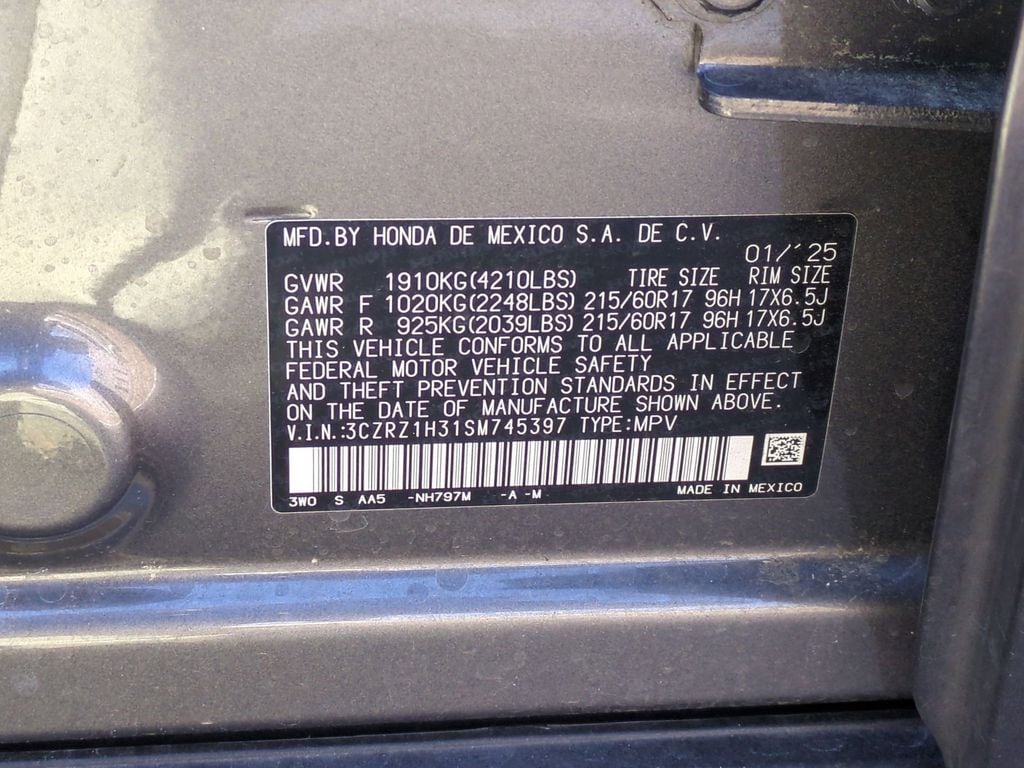 MFD.BY HONDA DE MEXICO S.A. DE C.V.
01/'25
GVWR 1910KG(4210LBS) TIRE SIZE RIM SIZE
GAWR F 1020KG(2248LBS) 215/60R17 96H 17X6.5J
GAWR R 925KG(2039LBS) 215/60R17 96H 17X6.5J
THIS VEHICLE CONFORMS TO ALL APPLICABLE
FEDERAL MOTOR VEHICLE SAFETY
AND THEFT PREVENTION STANDARDS IN EFFECT
ON THE DATE OF MANUFACTURE SHOWN ABOVE.
V.I.N.:3CZRZ1H31SM745397 TYPE:MPV
3W0 S AA5 -NH797M -A -M MADE IN MEXICO